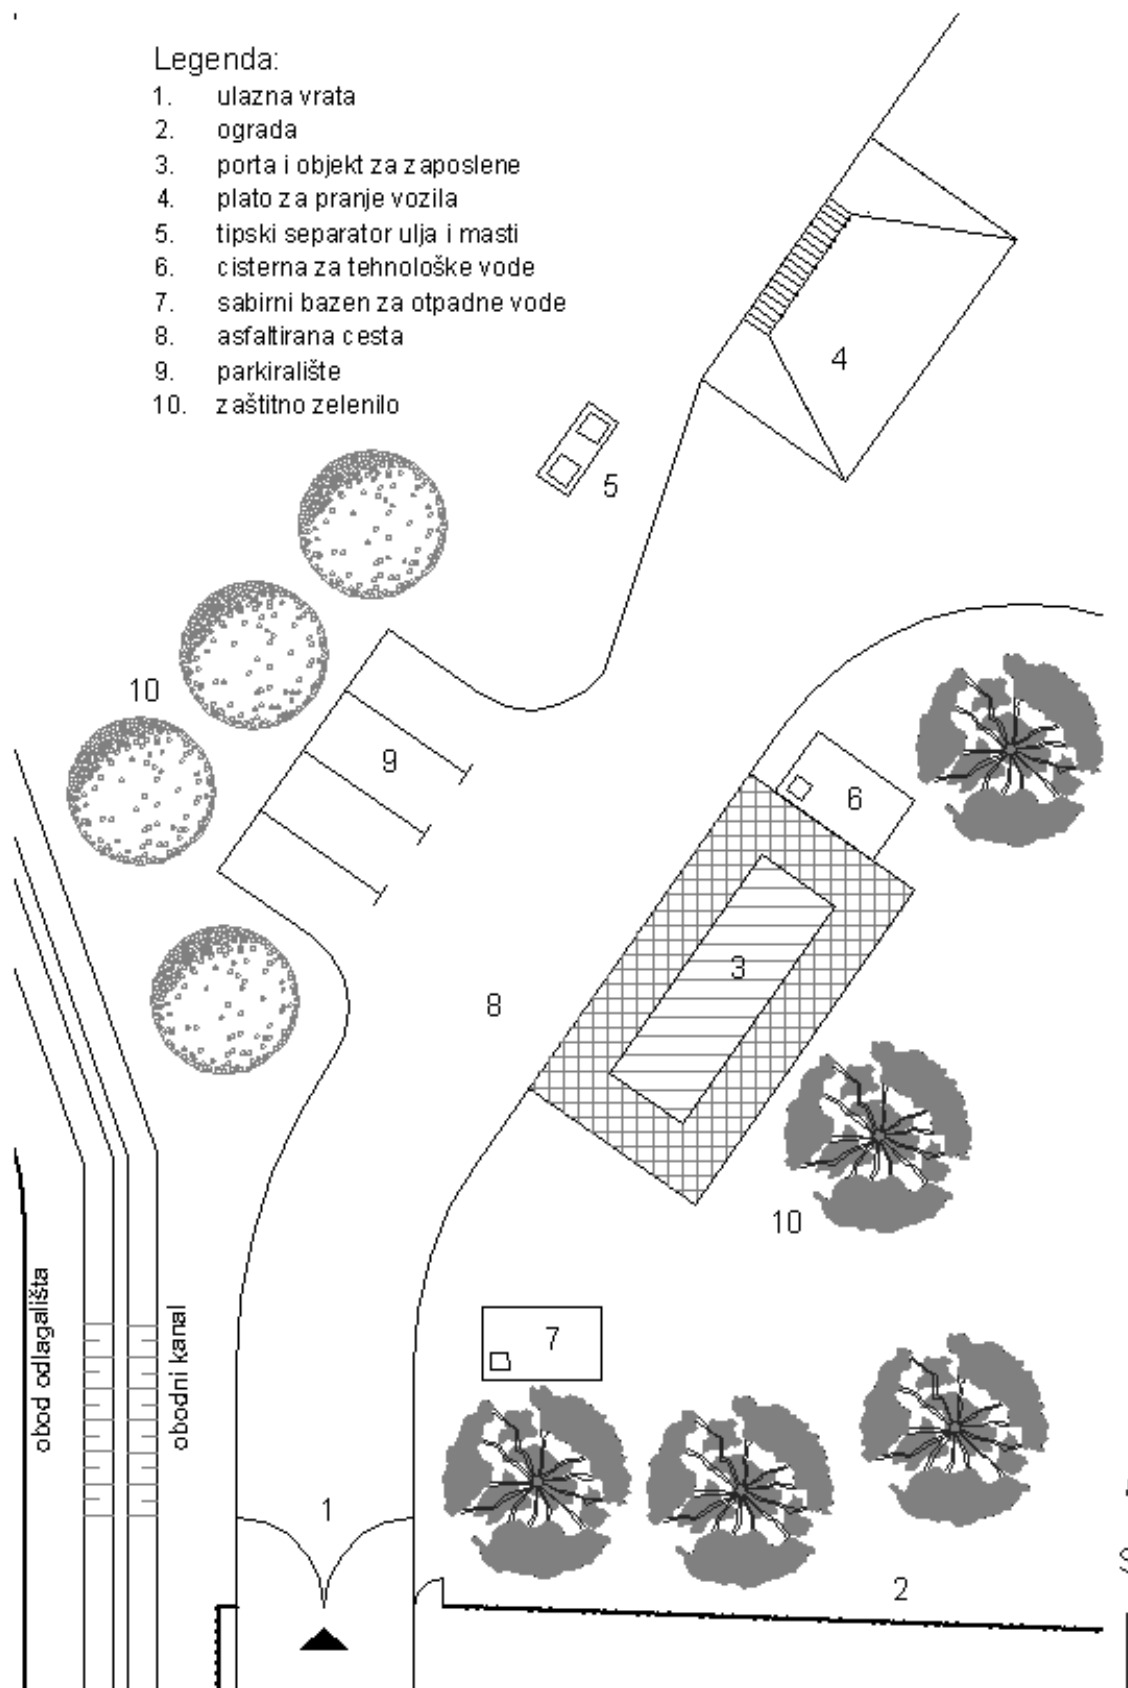 Legenda:
1. ulazna vrata
2. ograda
3. porta i objekt za zaposlene
4. plato za pranje vozila
5. tipski separator ulja i masti
6. cisterna za tehnološke vode
7. sabirni bazen za otpadne vode
8. asfaltirana cesta
9. parkiralište
10. zaštitno zelenilo
4
5
10
9
6
3
8
10
obod odlagališta
obodni kanal
7
1
2